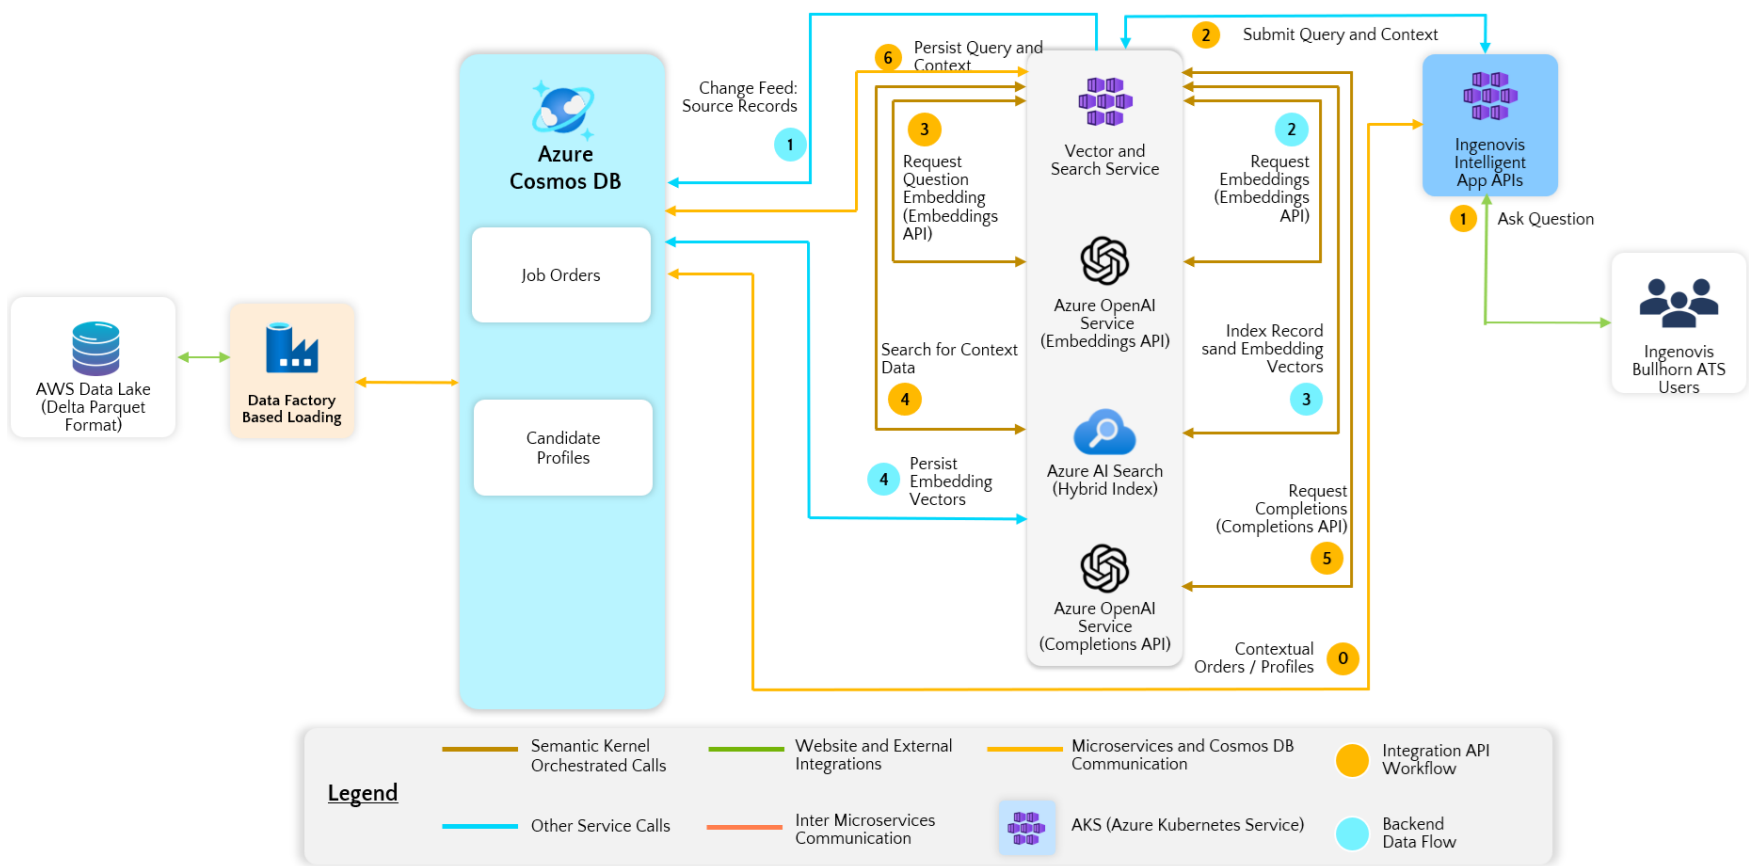 2
Submit Query and Context
6
Persist Query and
Context
Change Feed:
Source Records
1
Azure
Cosmos DB
3
Request
Question
Embedding
(Embeddings
API)
Vector and
Search Service
2
Request
Embeddings
(Embeddings
API)
Ingenovis
Intelligent
App APIs
1
Ask Question
Job Orders
Azure OpenAI
Service
(Embeddings API)
Index Record
sand Embedding
Vectors
3
Search for Context
Data
4
Ingenovis
Bullhorn ATS
Users
AWS Data Lake
(Delta Parquet
Format)
Data Factory
Based Loading
Candidate
Profiles
4
Persist
Embedding
Vectors
Azure AI Search
(Hybrid Index)
Request
Completions
(Completions API)
5
Azure OpenAI
Service
(Completions API)
Contextual
Orders / Profiles
0
Legend
Semantic Kernel
Orchestrated Calls
Website and External
Integrations
Microservices and Cosmos DB
Communication
Integration API
Workflow
Other Service Calls
Inter Microservices
Communication
AKS (Azure Kubernetes Service)
Backend
Data Flow